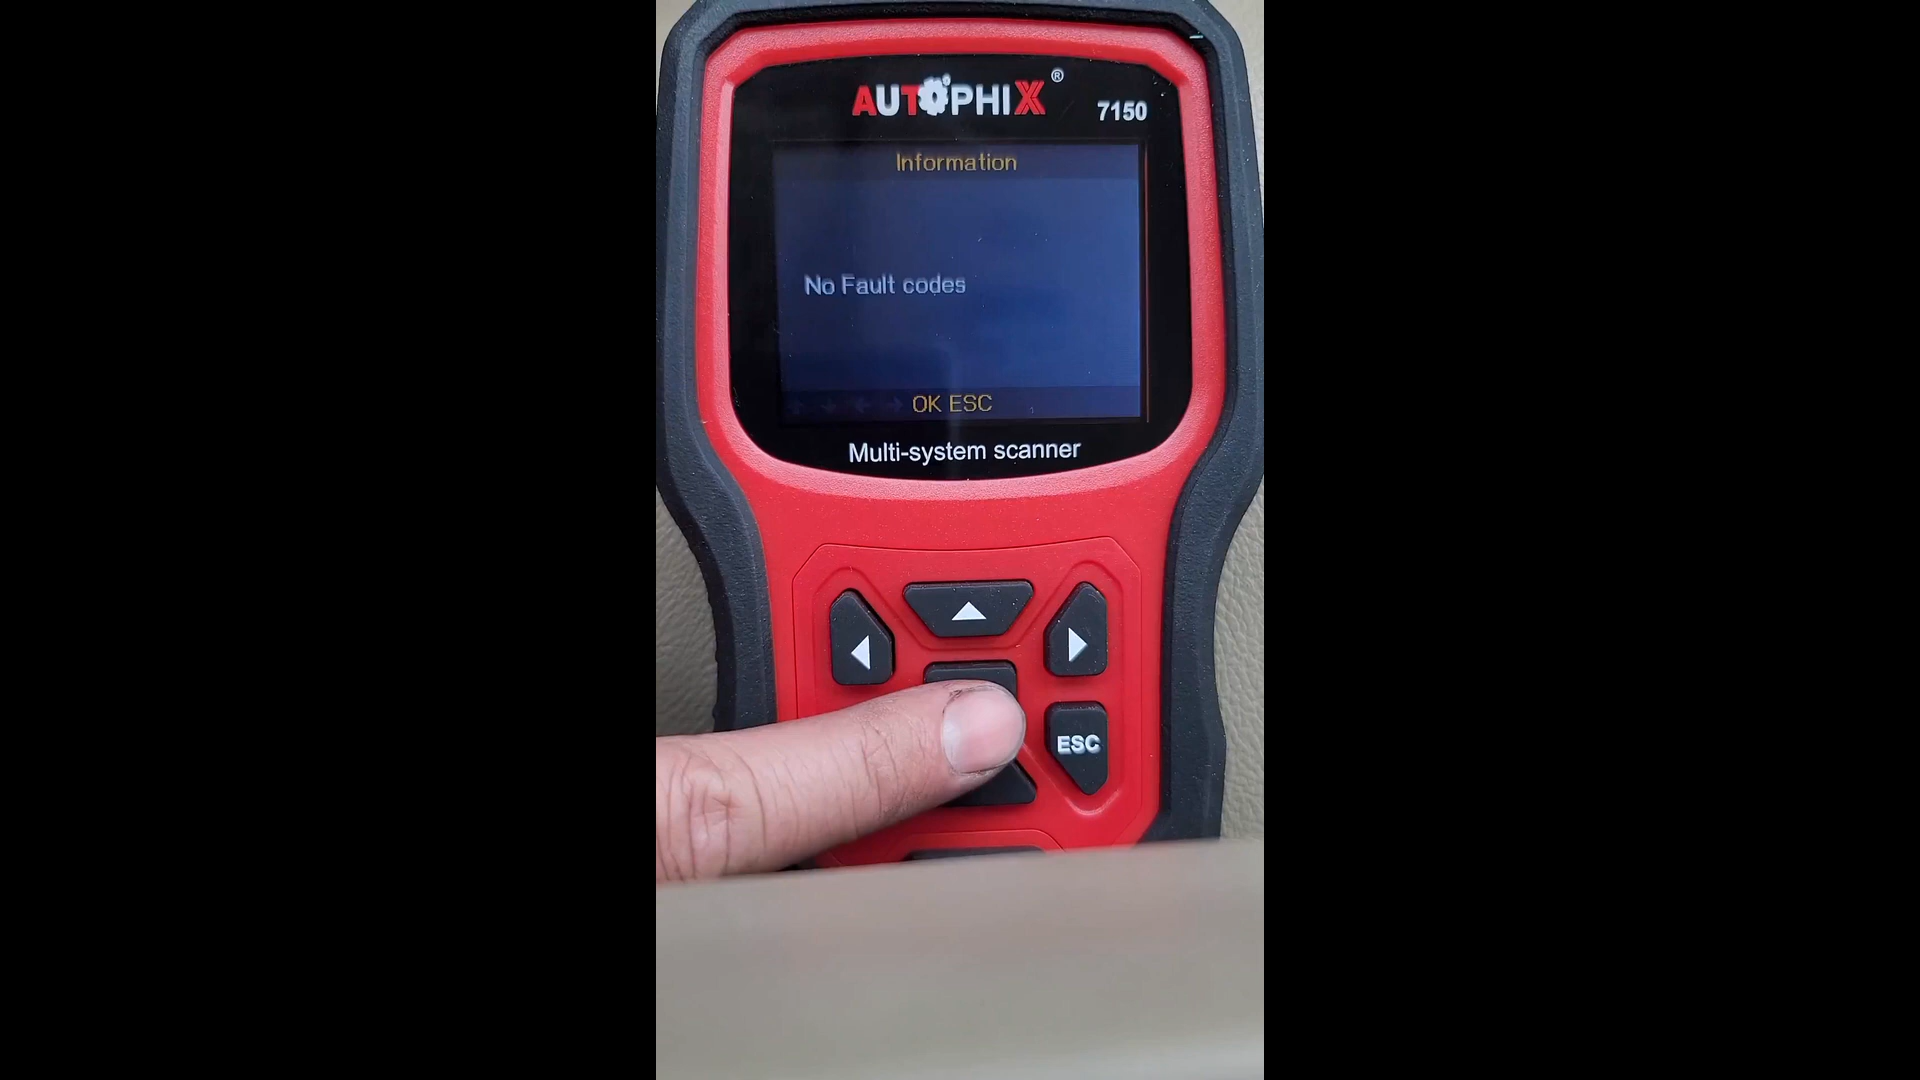 AUTOPHIX ®
7150
Information
No Fault codes
OK ESC
Multi-system scanner
ESC